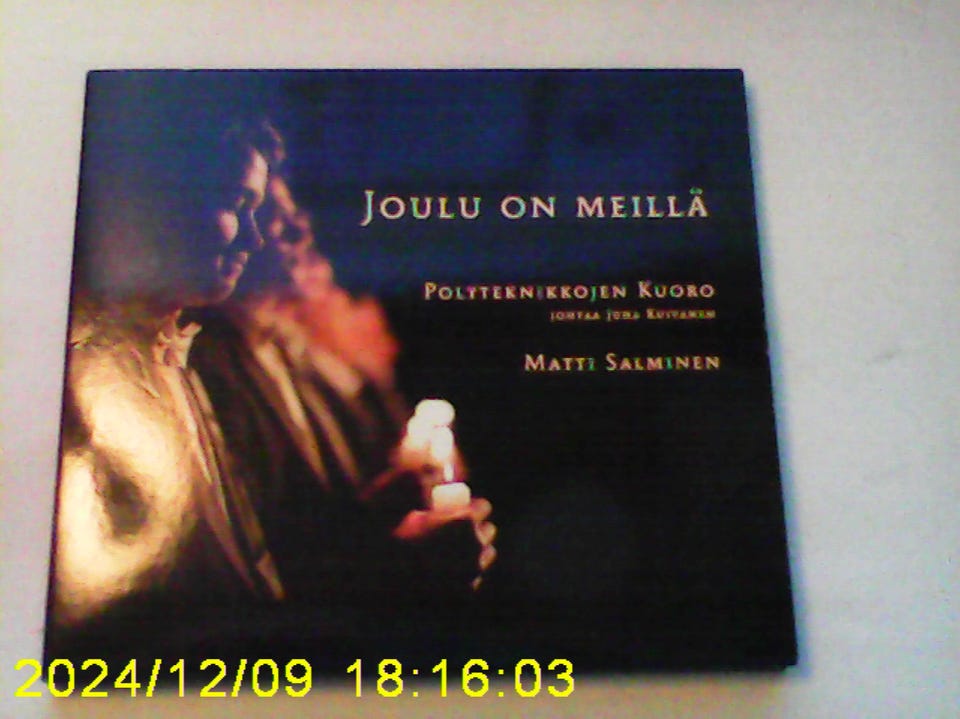 JOULU ON MEILLÄ
POLYTEKNIKKOJEN KUORO
JOHTAA JUHA KUIVANEN
MATTI SALMINEN
2024/12/09 18:16:03